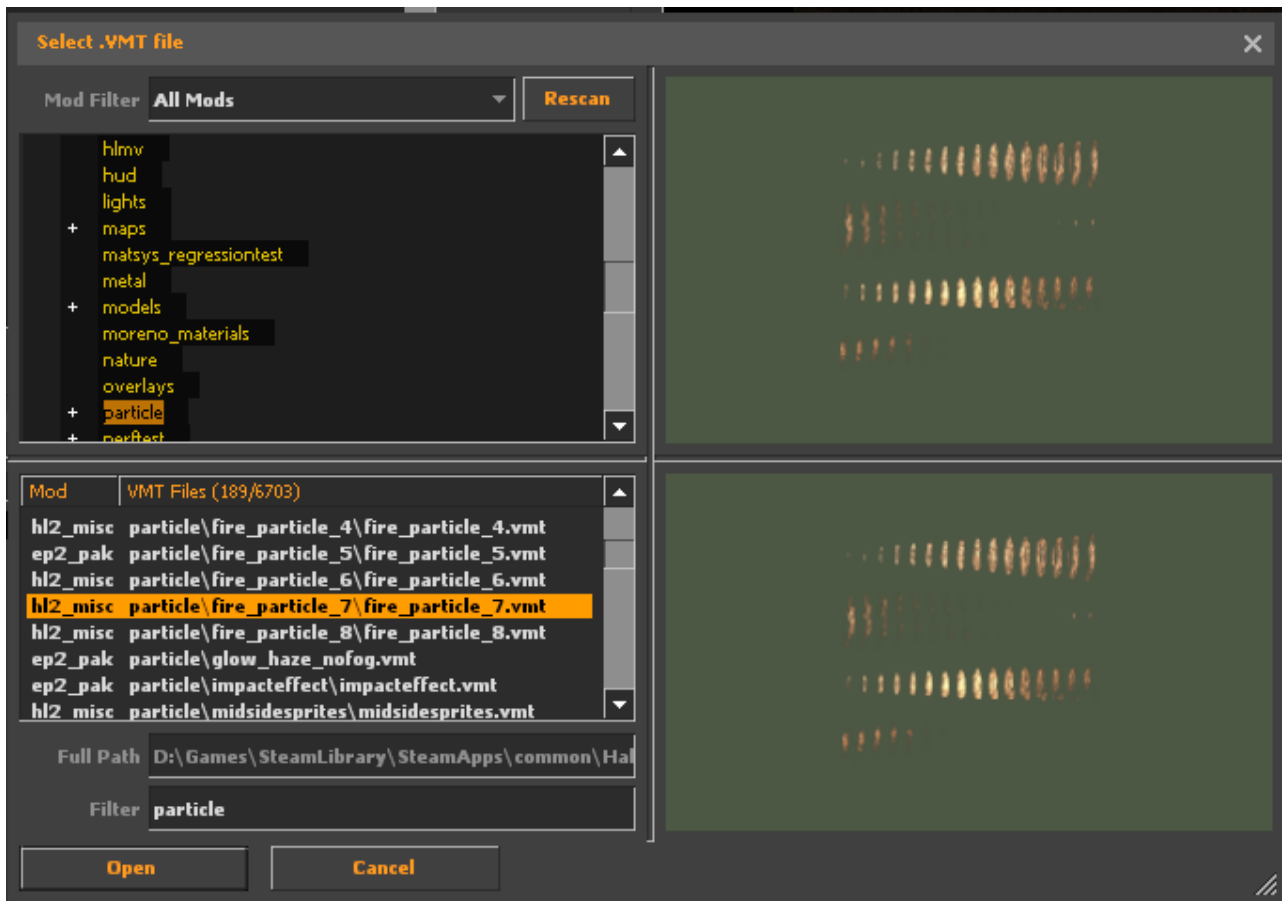 Select .VMT file
Mod Filter All Mods Rescan
hlmv
hud
lights
+ maps
matsys_regressiontest
metal
+ models
moreno_materials
nature
overlays
+ particle
+ perftest
Mod VMT Files (189/6703)
hl2_misc particle\fire_particle_4\fire_particle_4.vmt
ep2_pak particle\fire_particle_5\fire_particle_5.vmt
hl2_misc particle\fire_particle_6\fire_particle_6.vmt
hl2_misc particle\fire_particle_7\fire_particle_7.vmt
hl2_misc particle\fire_particle_8\fire_particle_8.vmt
ep2_pak particle\glow_haze_nofog.vmt
ep2_pak particle\impacteffect\impacteffect.vmt
hl2_misc particle\midsidesprites\midsidesprites.vmt
Full Path D:\Games\SteamLibrary\SteamApps\common\Hal
Filter particle
Open Cancel